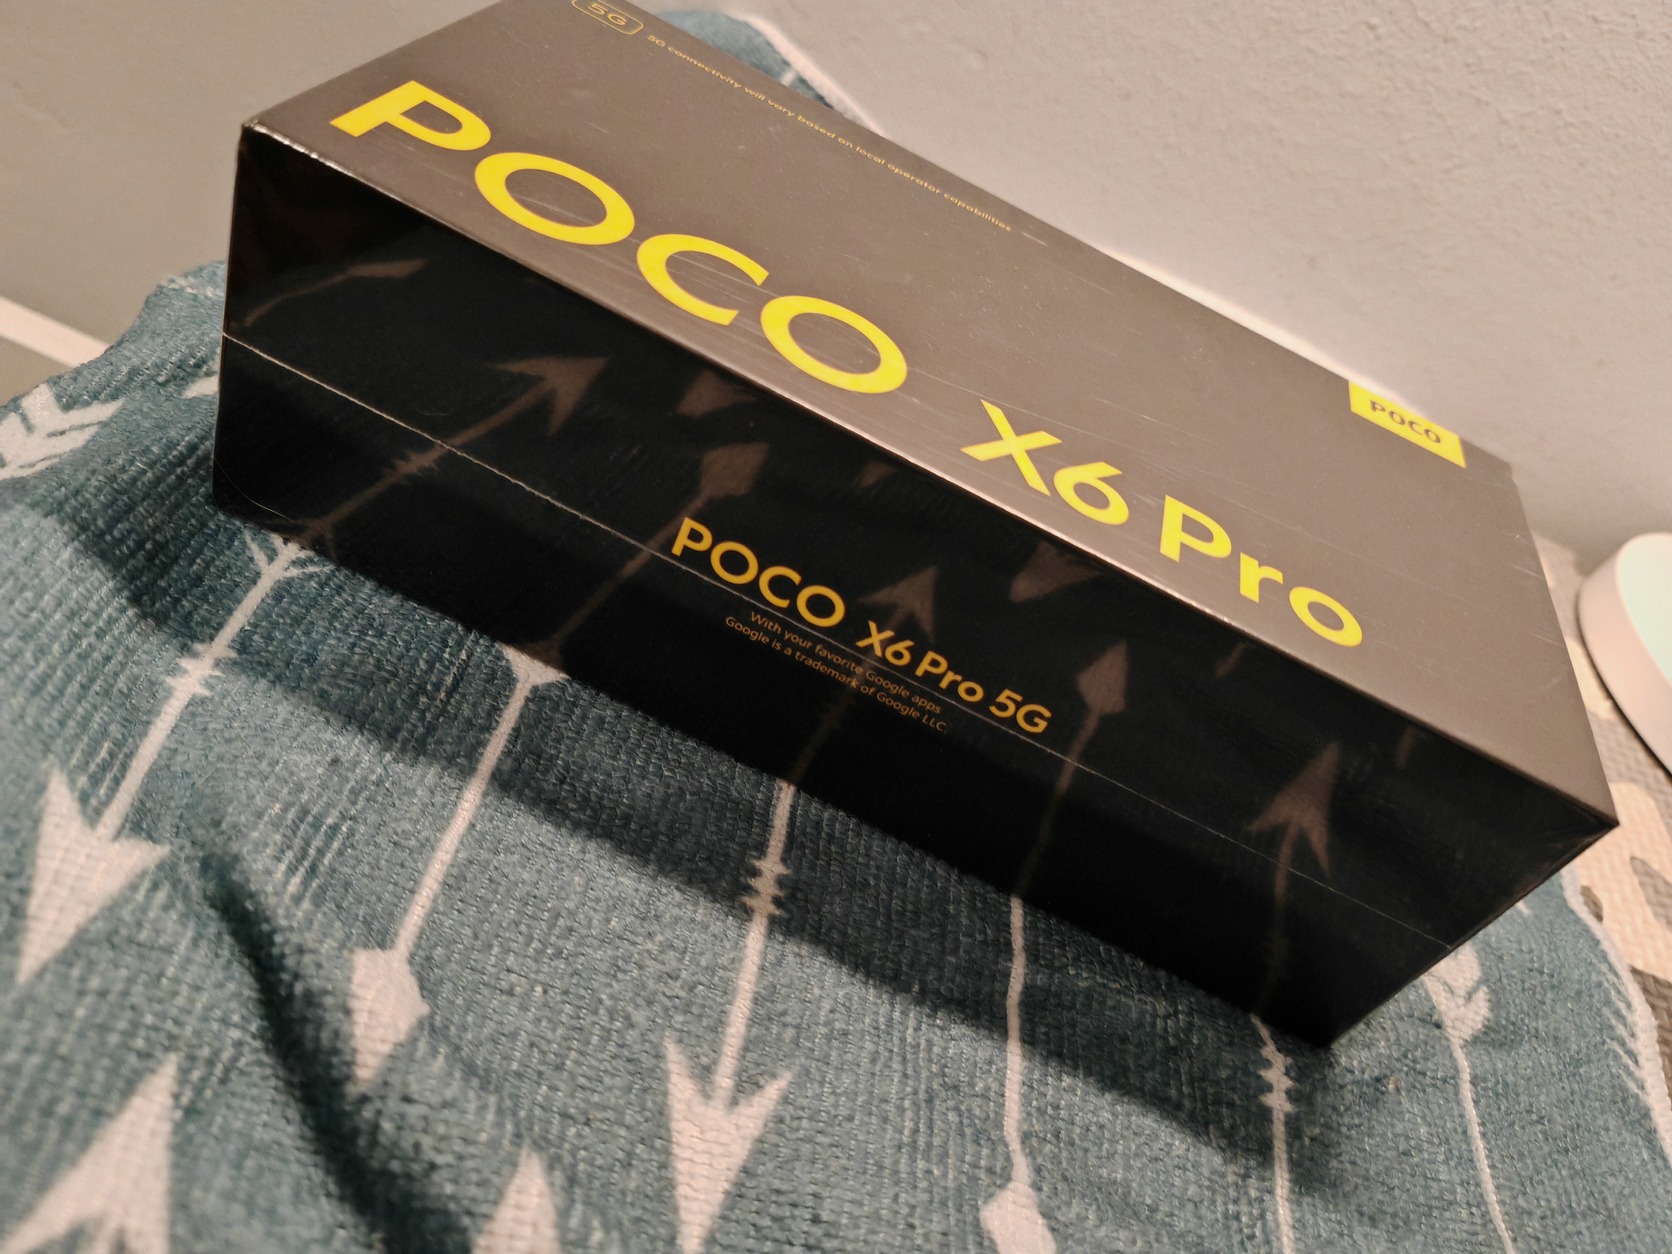 5G
5G connectivity will vary based on local operator capabilities
POCO X6 Pro
POCO
POCO X6 Pro 5G
With your favorite Google apps
Google is a trademark of Google LLC.